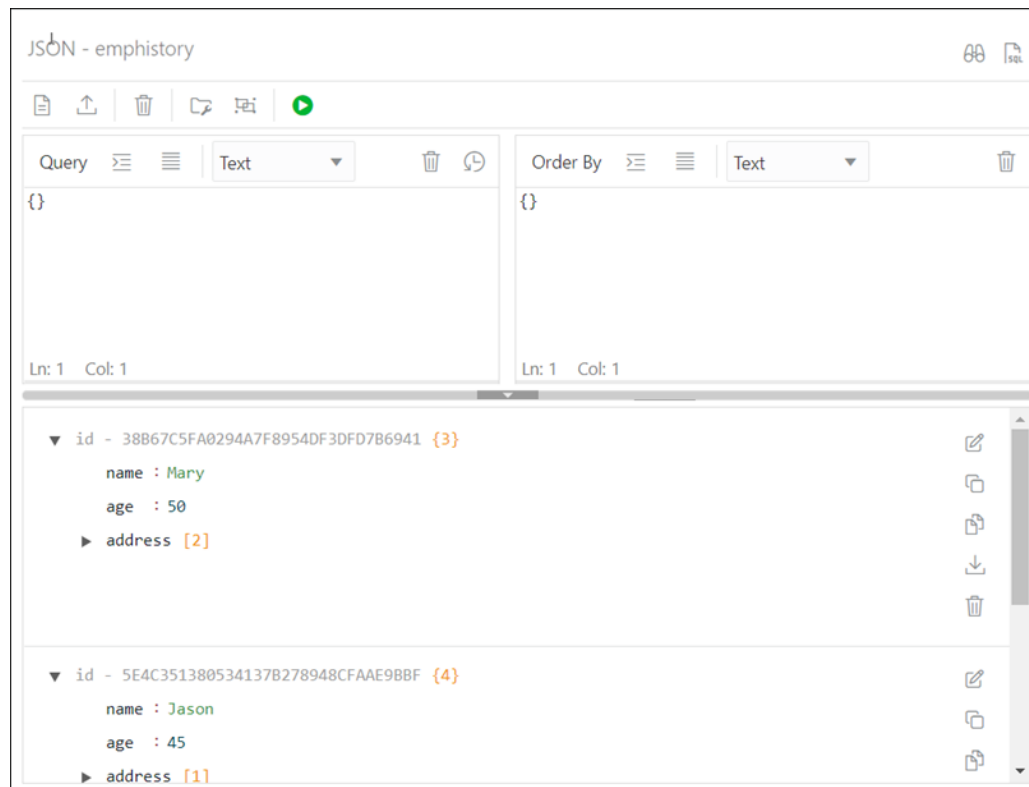 JSON - emphistory
SQL
Query Text
Order By Text
{}
{}
Ln: 1 Col: 1
Ln: 1 Col: 1
id - 38B67C5FA0294A7F8954DF3DFD7B6941 {3}
name : Mary
age : 50
address [2]
id - 5E4C351380534137B278948CFAAE9BBF {4}
name : Jason
age : 45
address [1]